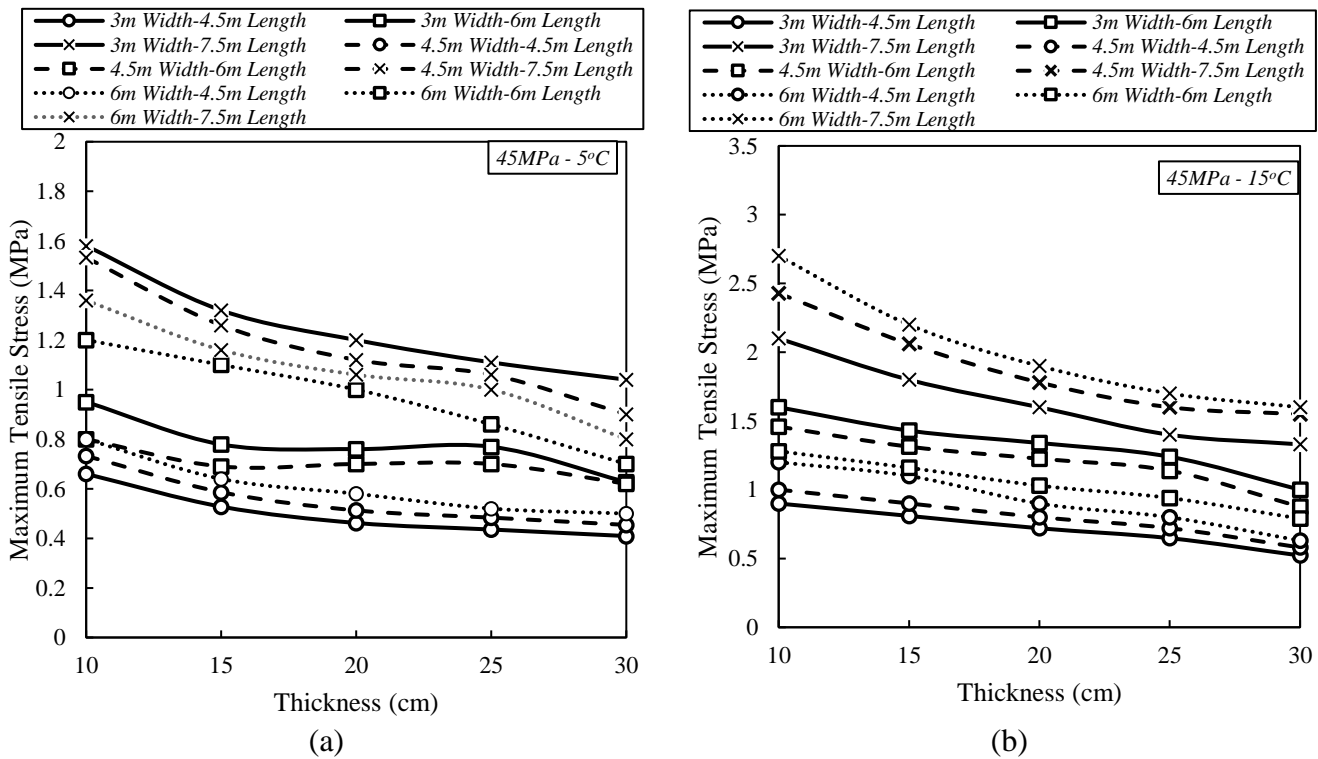 3m Width-4.5m Length 3m Width-6m Length
3m Width-7.5m Length 4.5m Width-4.5m Length
4.5m Width-6m Length 4.5m Width-7.5m Length
6m Width-4.5m Length 6m Width-6m Length
6m Width-7.5m Length
45MPa - 5°C
Maximum Tensile Stress (MPa)
2
1.8
1.6
1.4
1.2
1
0.8
0.6
0.4
0.2
0
10 15 20 25 30
Thickness (cm)
(a)
3m Width-4.5m Length 3m Width-6m Length
3m Width-7.5m Length 4.5m Width-4.5m Length
4.5m Width-6m Length 4.5m Width-7.5m Length
6m Width-4.5m Length 6m Width-6m Length
6m Width-7.5m Length
45MPa - 15°C
Maximum Tensile Stress (MPa)
3.5
3
2.5
2
1.5
1
0.5
0
10 15 20 25 30
Thickness (cm)
(b)